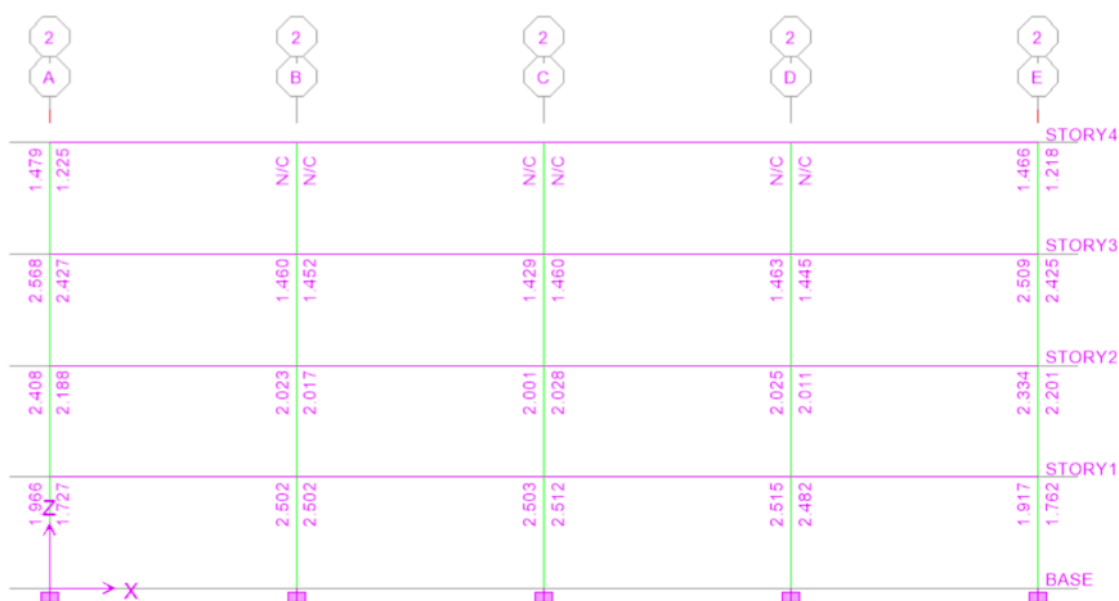 2 2 2 2 2
A B C D E
STORY4
1.479 1.225 N/C N/C N/C N/C N/C N/C 1.466 1.218
STORY3
2.568 2.427 1.460 1.452 1.429 1.460 1.463 1.445 2.509 2.425
STORY2
2.408 2.188 2.023 2.017 2.001 2.028 2.025 2.011 2.334 2.201
STORY1
1.966 1.727 2.502 2.502 2.503 2.512 2.515 2.482 1.917 1.762
Z
BASE
X